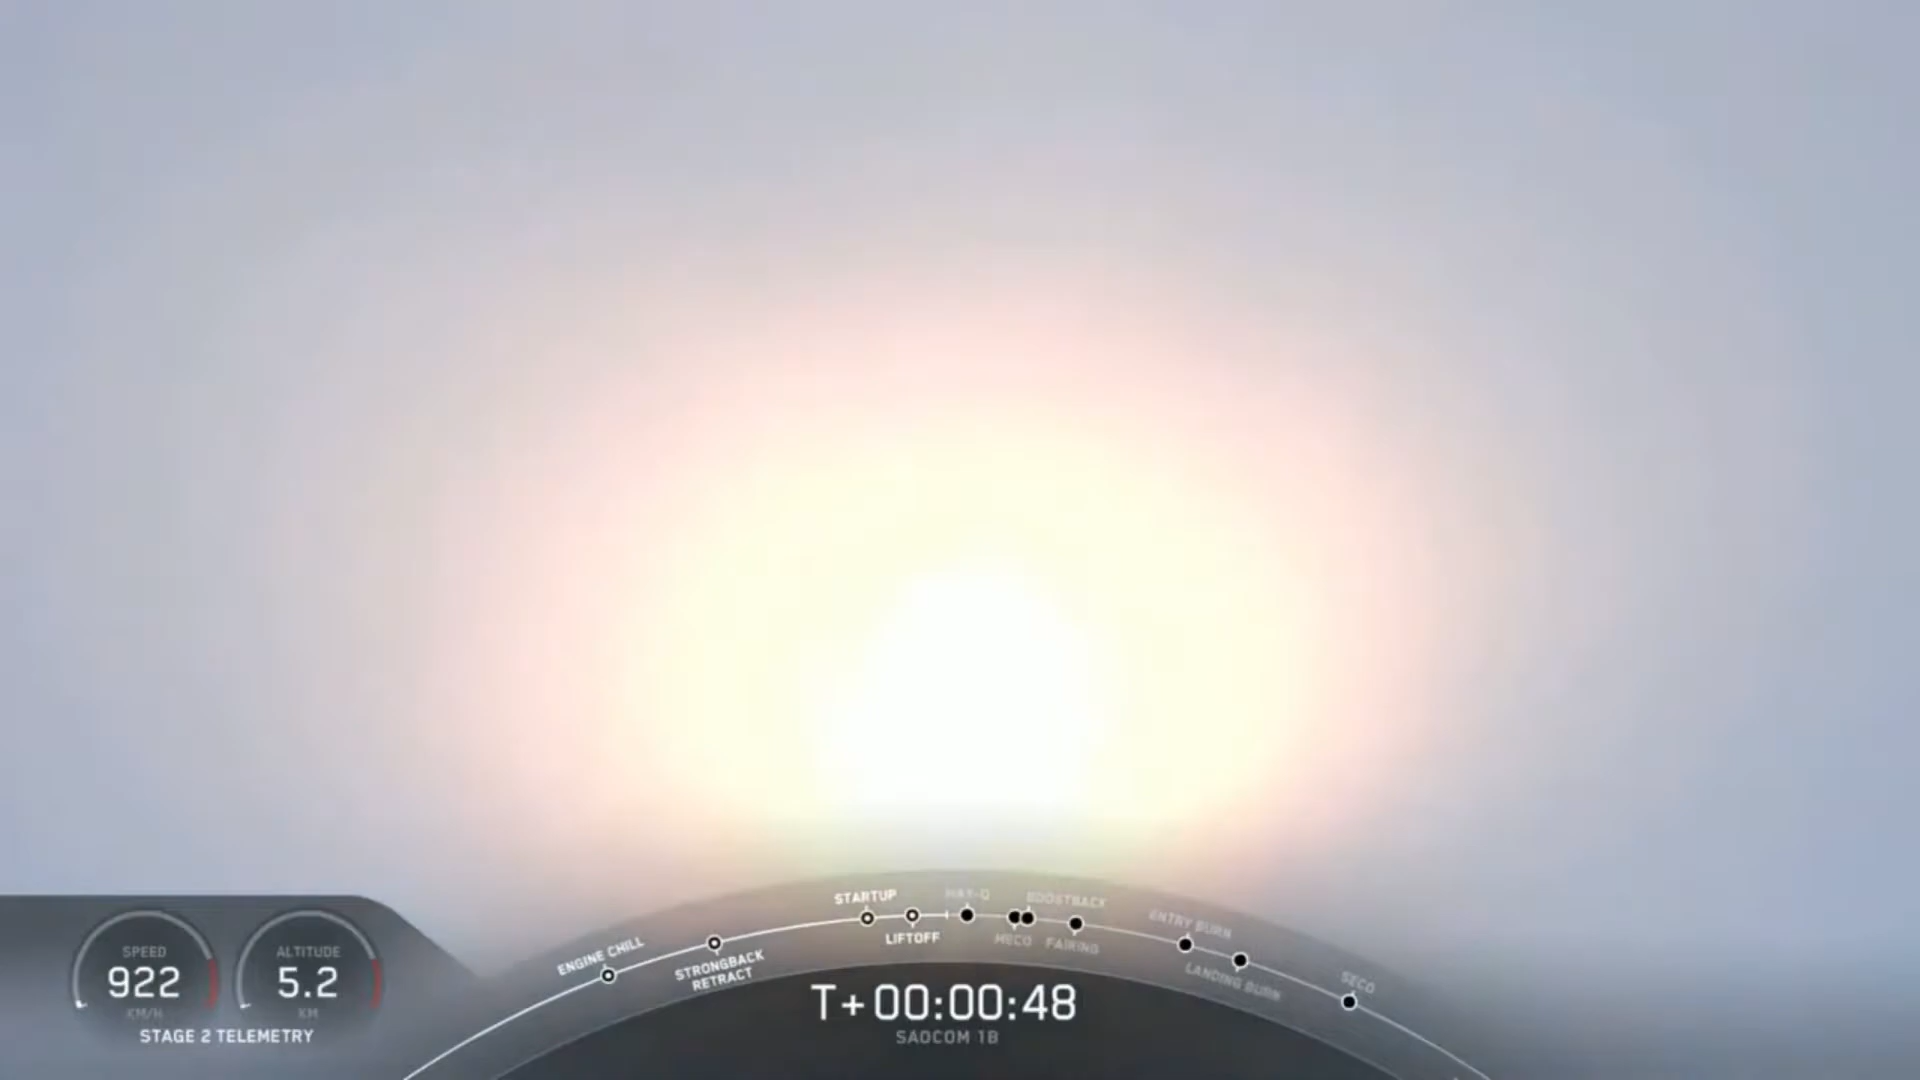 STARTUP
MAX-Q
BOOSTBACK
ENTRY BURN
LIFTOFF
MECO
FAIRING
ENGINE CHILL
STRONGBACK
RETRACT
LANDING BURN
SECO
SPEED
922
KM/H
ALTITUDE
5.2
KM
STAGE 2 TELEMETRY
T+00:00:48
SAOCOM 1B